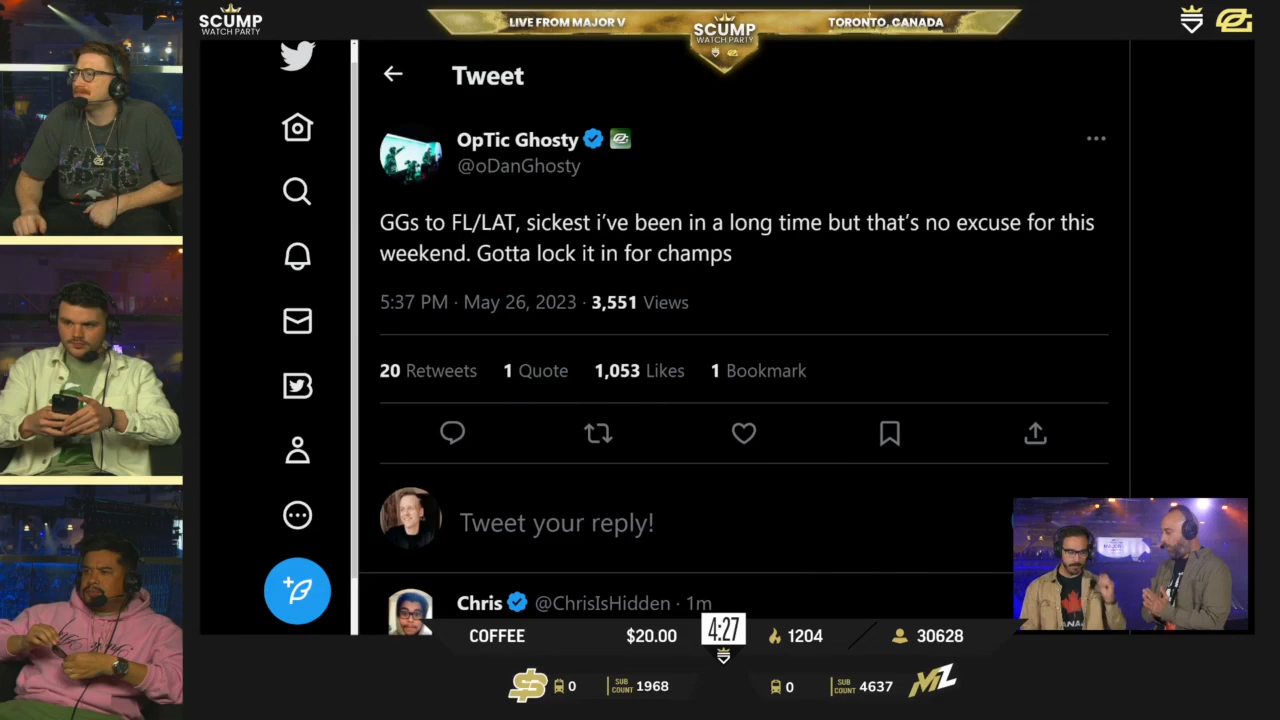 SCUMP
WATCH PARTY
LIVE FROM MAJOR V
SCUMP
WATCH PARTY
TORONTO, CANADA
Tweet
OpTic Ghosty
@oDanGhosty
GGs to FL/LAT, sickest i've been in a long time but that's no excuse for this
weekend. Gotta lock it in for champs
5:37 PM · May 26, 2023 · 3,551 Views
20 Retweets 1 Quote 1,053 Likes 1 Bookmark
Tweet your reply!
Chris @ChrisIsHidden · 1m
COFFEE $20.00 4:27 1204 30628
0 SUB COUNT 1968 0 SUB COUNT 4637 MZ